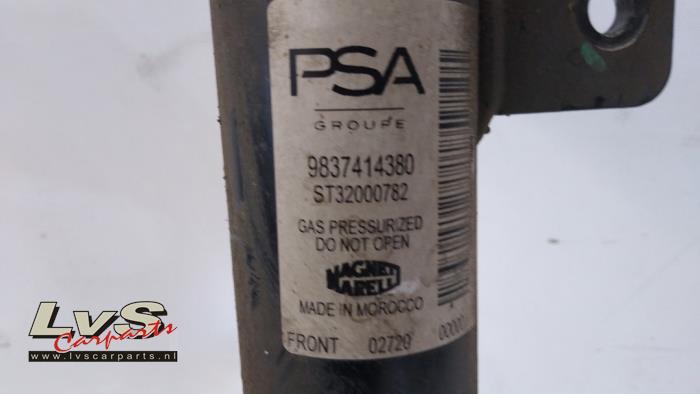 PSA
GROUPE
9837414380
ST32000782
GAS PRESSURIZED
DO NOT OPEN
MAGNETI
MARELLI
MADE IN MOROCCO
FRONT 02720 0000
LvS
Carparts
www.lvscarparts.nl